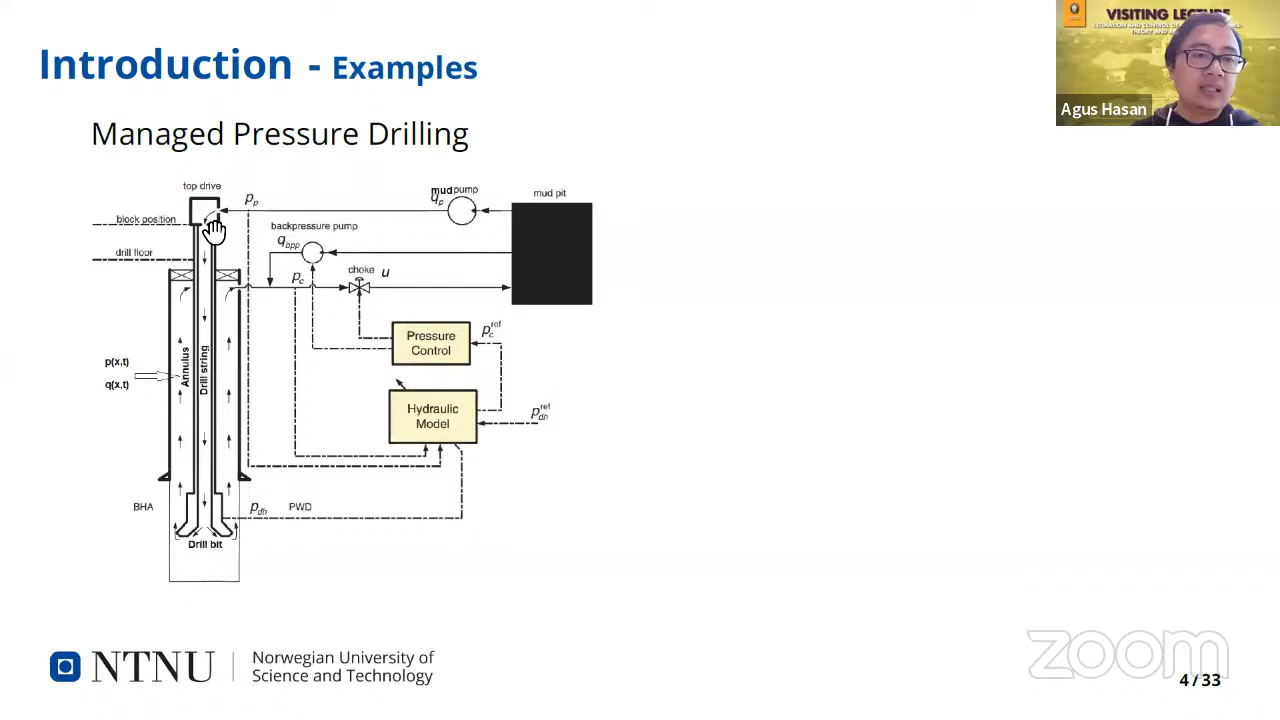 Introduction - Examples
VISITING LECTURE
Agus Hasan
Managed Pressure Drilling
top drive
p_p
mud pump
q_p
mud pit
block position
backpressure pump
q_bpp
drill floor
choke u
p_c
Pressure
Control
p_c^ref
p(x,t)
q(x,t)
Annulus
Drill string
Hydraulic
Model
p_dh^ref
BHA
p_dh
PWD
Drill bit
NTNU
Norwegian University of
Science and Technology
zoom
4 / 33